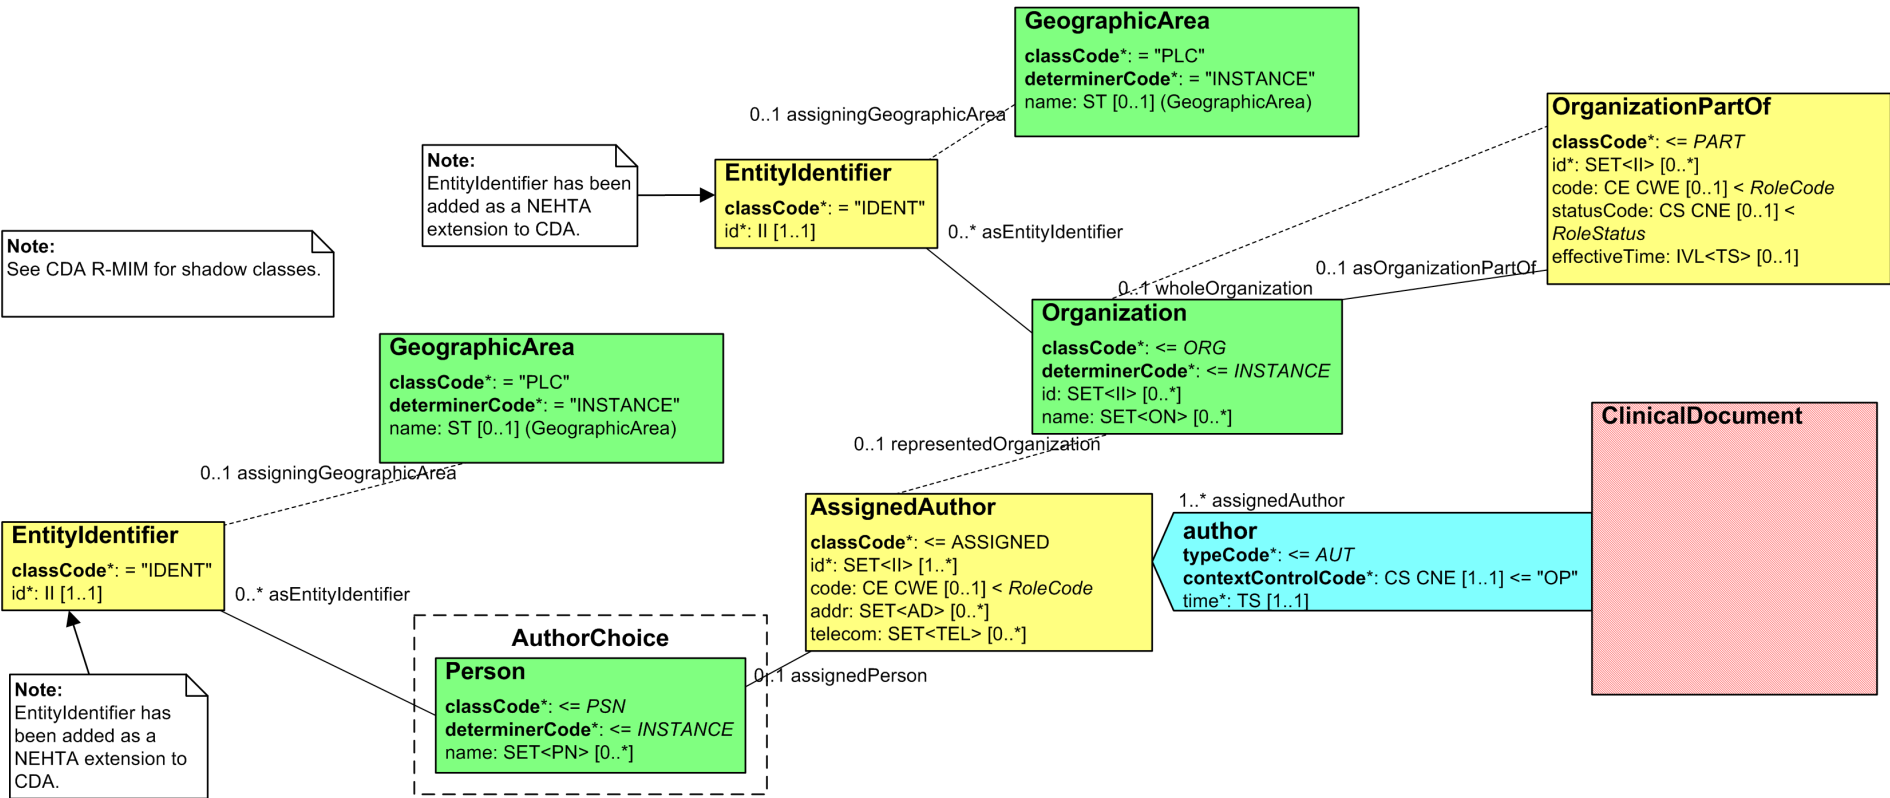 GeographicArea
classCode*: = "PLC"
determinerCode*: = "INSTANCE"
name: ST [0..1] (GeographicArea)
0..1 assigningGeographicArea
OrganizationPartOf
classCode*: <= PART
id*: SET<II> [0..*]
code: CE CWE [0..1] < RoleCode
statusCode: CS CNE [0..1] <
RoleStatus
effectiveTime: IVL<TS> [0..1]
Note:
EntityIdentifier has been
added as a NEHTA
extension to CDA.
EntityIdentifier
classCode*: = "IDENT"
id*: II [1..1]
0..* asEntityIdentifier
Note:
See CDA R-MIM for shadow classes.
0..1 asOrganizationPartOf
0..1 wholeOrganization
Organization
classCode*: <= ORG
determinerCode*: <= INSTANCE
id: SET<II> [0..*]
name: SET<ON> [0..*]
GeographicArea
classCode*: = "PLC"
determinerCode*: = "INSTANCE"
name: ST [0..1] (GeographicArea)
0..1 assigningGeographicArea
0..1 representedOrganization
ClinicalDocument
AssignedAuthor
classCode*: <= ASSIGNED
id*: SET<II> [1..*]
code: CE CWE [0..1] < RoleCode
addr: SET<AD> [0..*]
telecom: SET<TEL> [0..*]
1..* assignedAuthor
author
typeCode*: <= AUT
contextControlCode*: CS CNE [1..1] <= "OP"
time*: TS [1..1]
EntityIdentifier
classCode*: = "IDENT"
id*: II [1..1]
0..* asEntityIdentifier
AuthorChoice
Person
classCode*: <= PSN
determinerCode*: <= INSTANCE
name: SET<PN> [0..*]
0..1 assignedPerson
Note:
EntityIdentifier has
been added as a
NEHTA extension to
CDA.